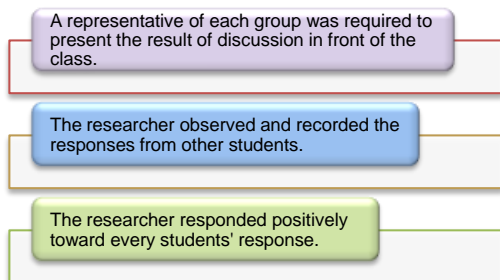 A representative of each group was required to
present the result of discussion in front of the
class.
The researcher observed and recorded the
responses from other students.
The researcher responded positively
toward every students' response.